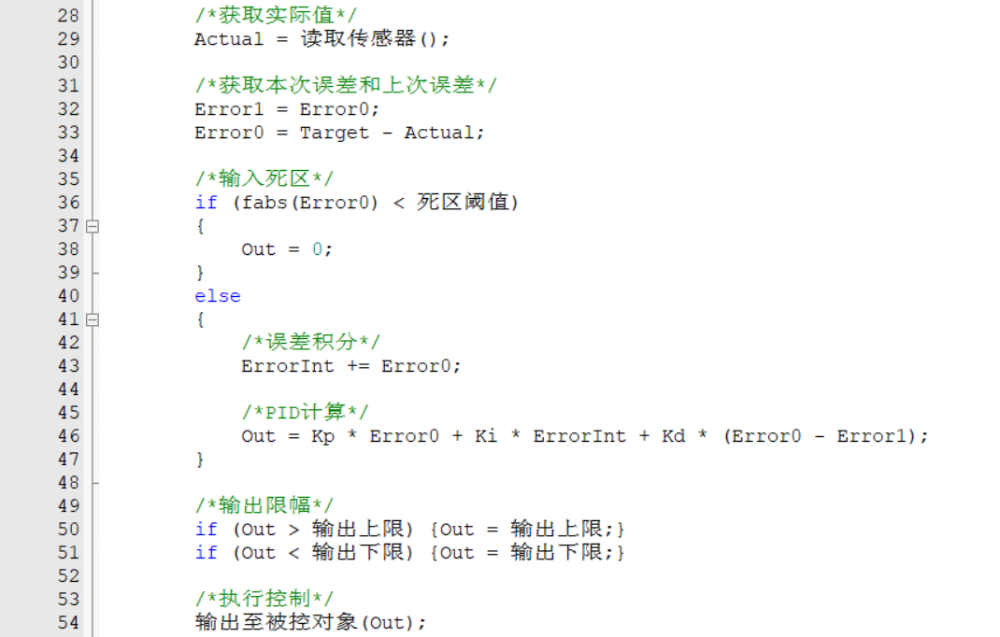 28 /*获取实际值*/
29 Actual = 读取传感器();
30
31 /*获取本次误差和上次误差*/
32 Error1 = Error0;
33 Error0 = Target - Actual;
34
35 /*输入死区*/
36 if (fabs(Error0) < 死区阈值)
37 {
38 Out = 0;
39 }
40 else
41 {
42 /*误差积分*/
43 ErrorInt += Error0;
44
45 /*PID计算*/
46 Out = Kp * Error0 + Ki * ErrorInt + Kd * (Error0 - Error1);
47 }
48
49 /*输出限幅*/
50 if (Out > 输出上限) {Out = 输出上限;}
51 if (Out < 输出下限) {Out = 输出下限;}
52
53 /*执行控制*/
54 输出至被控对象(Out);